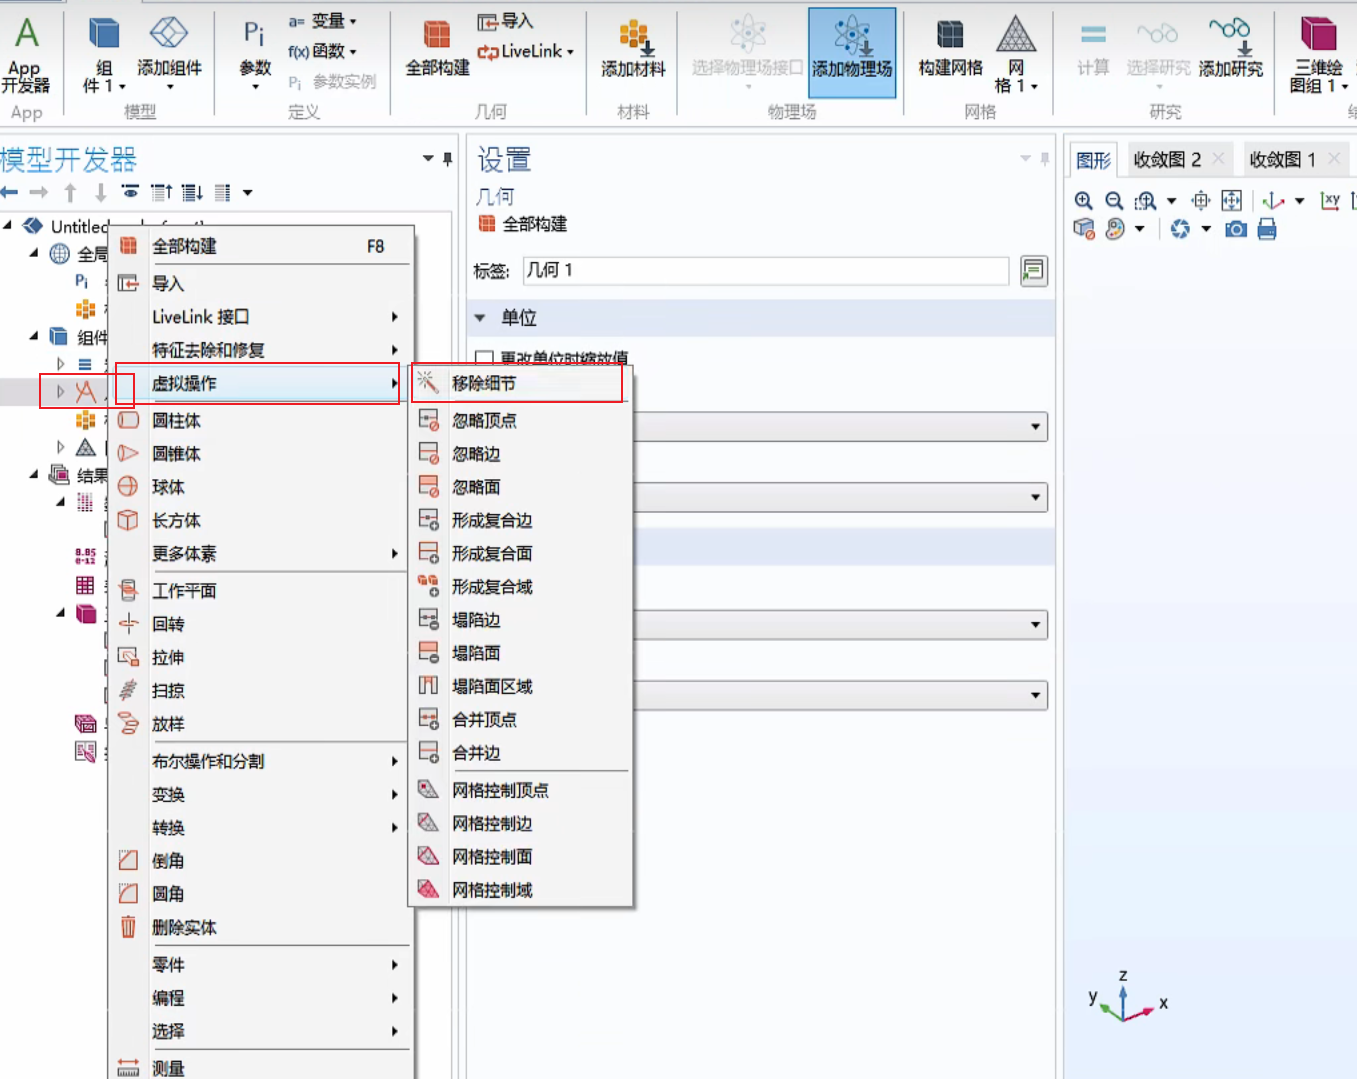 App
开发器
App
组
件 1
添加组件
模型
Pi
参数
a= 变量
f(x) 函数
Pi 参数实例
定义
全部构建
导入
LiveLink
几何
添加材料
材料
选择物理场接口
添加物理场
物理场
构建网格
网
格 1
网格
计算
选择研究
添加研究
研究
三维绘
图组 1
模型开发器
Untitled
全局
Pi
组件
结果
8.85
e-12
全部构建 F8
导入
LiveLink 接口
特征去除和修复
虚拟操作
圆柱体
圆锥体
球体
长方体
更多体素
工作平面
回转
拉伸
扫掠
放样
布尔操作和分割
变换
转换
倒角
圆角
删除实体
零件
编程
选择
测量
移除细节
忽略顶点
忽略边
忽略面
形成复合边
形成复合面
形成复合域
塌陷边
塌陷面
塌陷面区域
合并顶点
合并边
网格控制顶点
网格控制边
网格控制面
网格控制域
设置
几何
全部构建
标签: 几何 1
单位
更改单位时缩放值
图形
收敛图 2
收敛图 1
xy
z
y
x